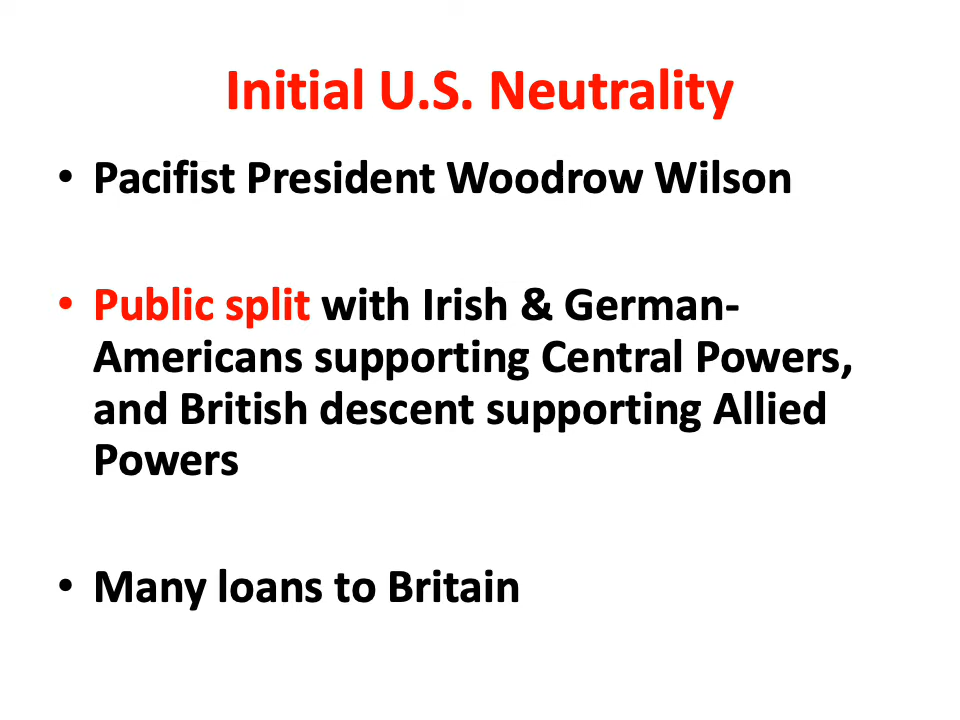 Initial U.S. Neutrality
• Pacifist President Woodrow Wilson
• Public split with Irish & German-
Americans supporting Central Powers,
and British descent supporting Allied
Powers
• Many loans to Britain